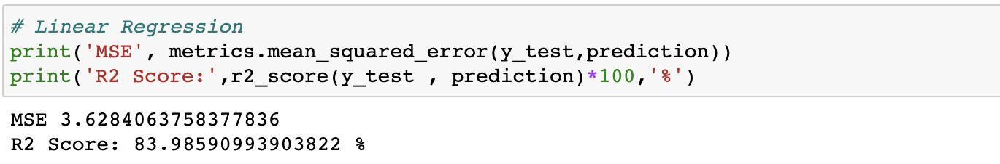 # Linear Regression
print('MSE', metrics.mean_squared_error(y_test,prediction))
print('R2 Score:',r2_score(y_test , prediction)*100,'%')
MSE 3.6284063758377836
R2 Score: 83.98590993903822 %